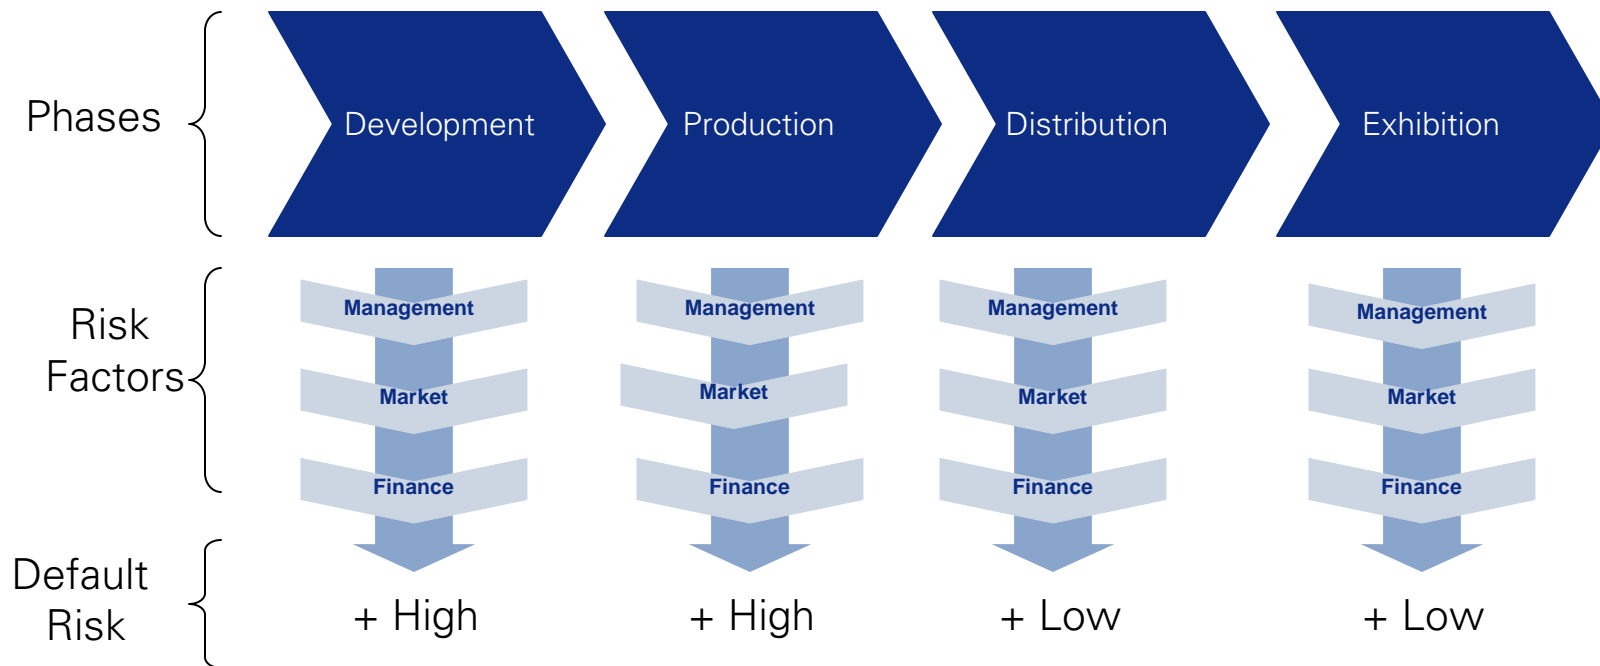 Phases
Development
Production
Distribution
Exhibition
Risk
Factors
Management
Management
Management
Management
Market
Market
Market
Market
Finance
Finance
Finance
Finance
Default
Risk
+ High
+ High
+ Low
+ Low